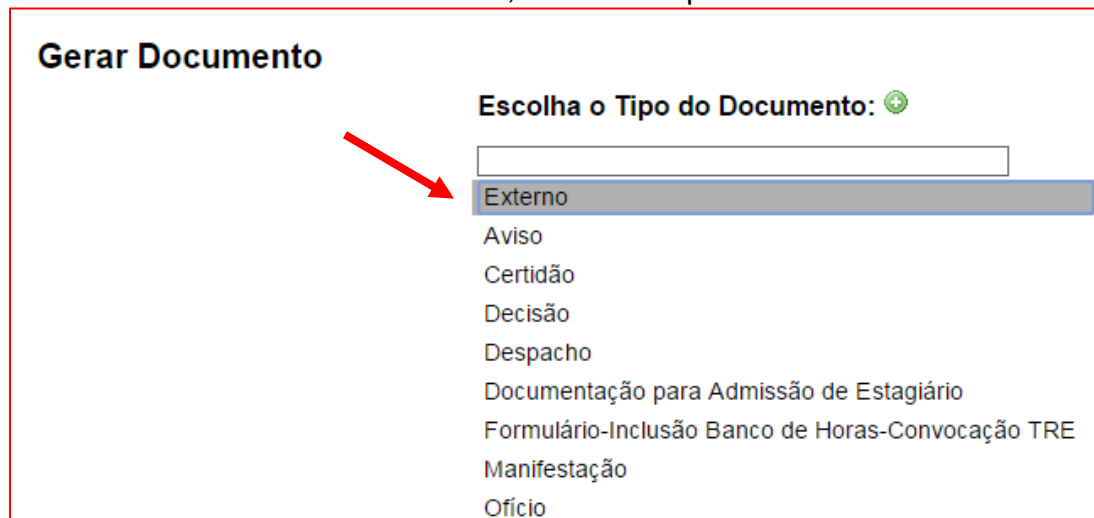 Gerar Documento
Escolha o Tipo do Documento:
Externo
Aviso
Certidão
Decisão
Despacho
Documentação para Admissão de Estagiário
Formulário-Inclusão Banco de Horas-Convocação TRE
Manifestação
Ofício